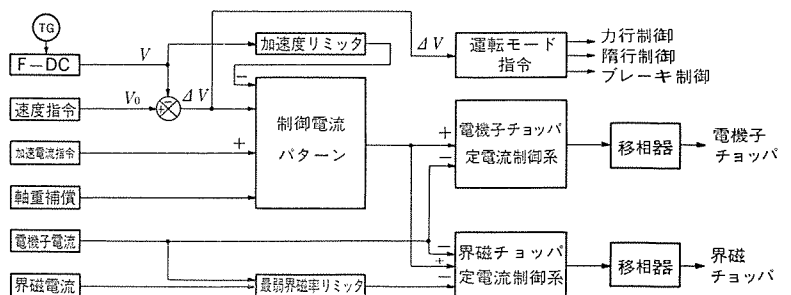 TG
F-DC
V
加速度リミッタ
ΔV
運転モード
指令
力行制御
隋行制御
ブレーキ制御
速度指令
V₀
+
−
ΔV
−
制御電流
パターン
加速電流指令
+
+
−
電機子チョッパ
定電流制御系
移相器
電機子
チョッパ
軸重補償
電機子電流
−
+
−
界磁チョッパ
定電流制御系
移相器
界磁
チョッパ
界磁電流
最弱界磁率リミッタ